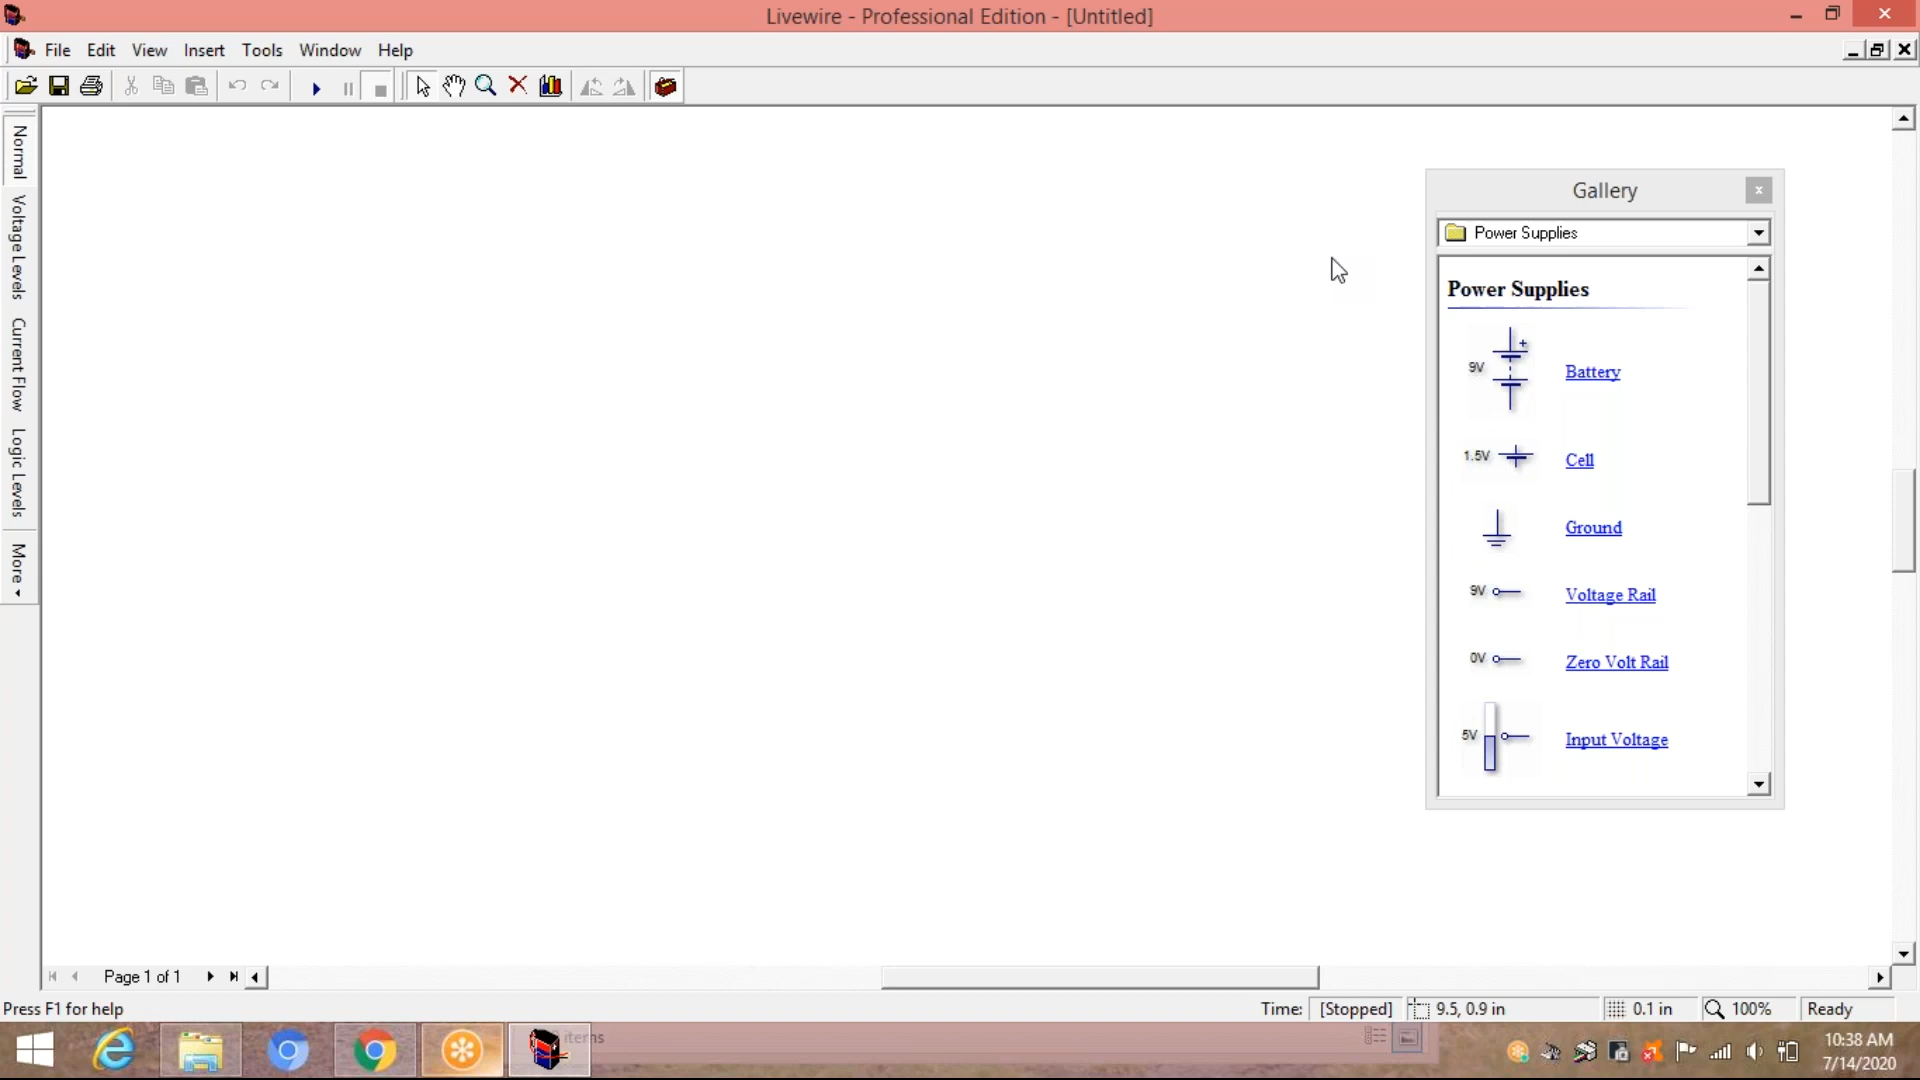 Livewire - Professional Edition - [Untitled]
File Edit View Insert Tools Window Help
Normal
Voltage Levels
Current Flow
Logic Levels
More
Gallery
Power Supplies
Power Supplies
9V + Battery
1.5V Cell
Ground
9V Voltage Rail
0V Zero Volt Rail
5V Input Voltage
Page 1 of 1
Press F1 for help
Time: [Stopped] 9.5, 0.9 in 0.1 in 100% Ready
items
10:38 AM
7/14/2020